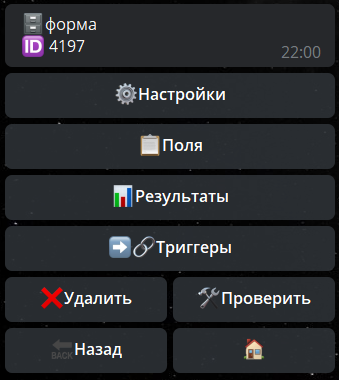 🗄форма
🆔 4197
22:00
⚙️Настройки
📋Поля
📊Результаты
➡️🔗Триггеры
❌Удалить
🛠Проверить
🔙Назад
🏠